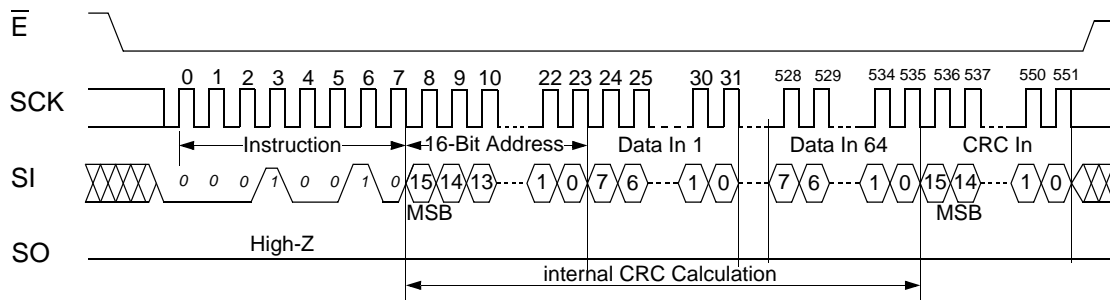 E
0 1 2 3 4 5 6 7 8 9 10 22 23 24 25 30 31 528 529 534 535 536 537 550 551
SCK
Instruction 16-Bit Address Data In 1 Data In 64 CRC In
SI 0 0 0 1 0 0 1 0 15 14 13 1 0 7 6 1 0 7 6 1 0 15 14 1 0
MSB MSB
High-Z
SO
internal CRC Calculation